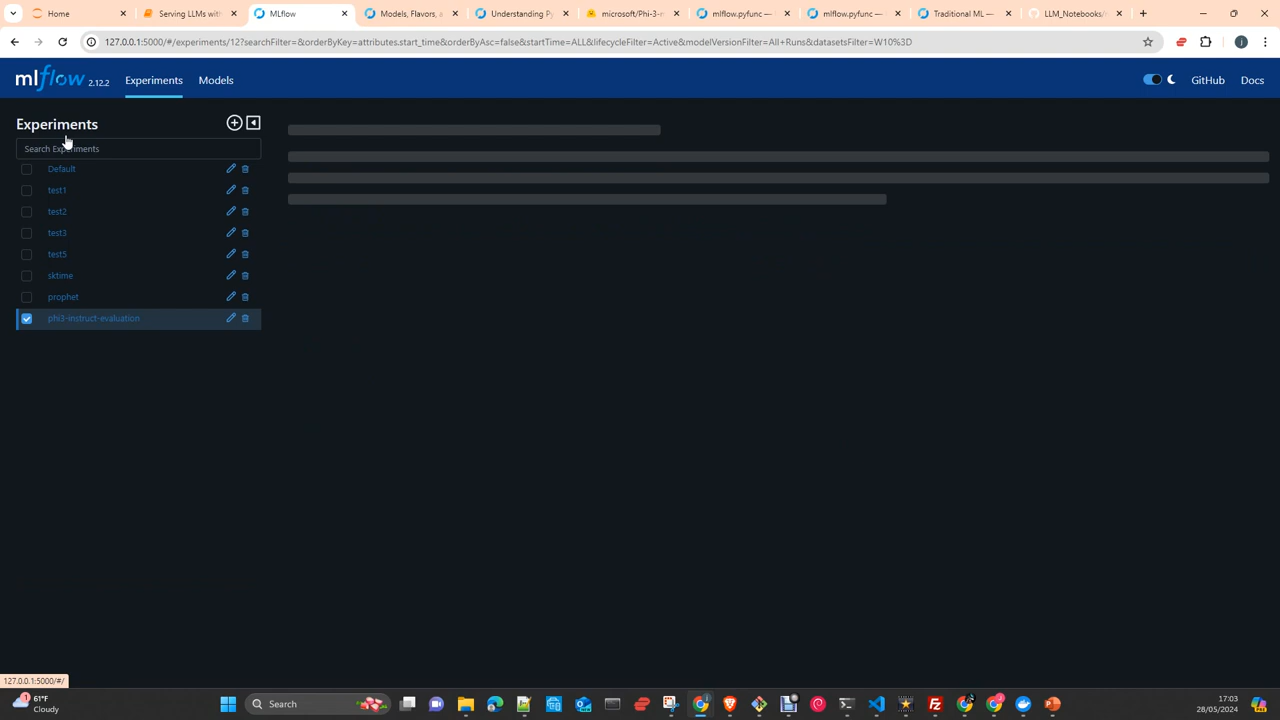 Home
Serving LLMs with
MLflow
Models, Flavors, a
Understanding Py
microsoft/Phi-3-r
mlflow.pyfunc —
mlflow.pyfunc —
Traditional ML —
LLM_Notebooks/
127.0.0.1:5000/#/experiments/12?searchFilter=&orderByKey=attributes.start_time&orderByAsc=false&startTime=ALL&lifecycleFilter=Active&modelVersionFilter=All+Runs&datasetsFilter=W10%3D
mlflow 2.12.2 Experiments Models GitHub Docs
Experiments
Search Experiments
Default
test1
test2
test3
test5
sktime
prophet
phi3-instruct-evaluation
127.0.0.1:5000/#/
1
61°F
Cloudy
Search
17:03
28/05/2024